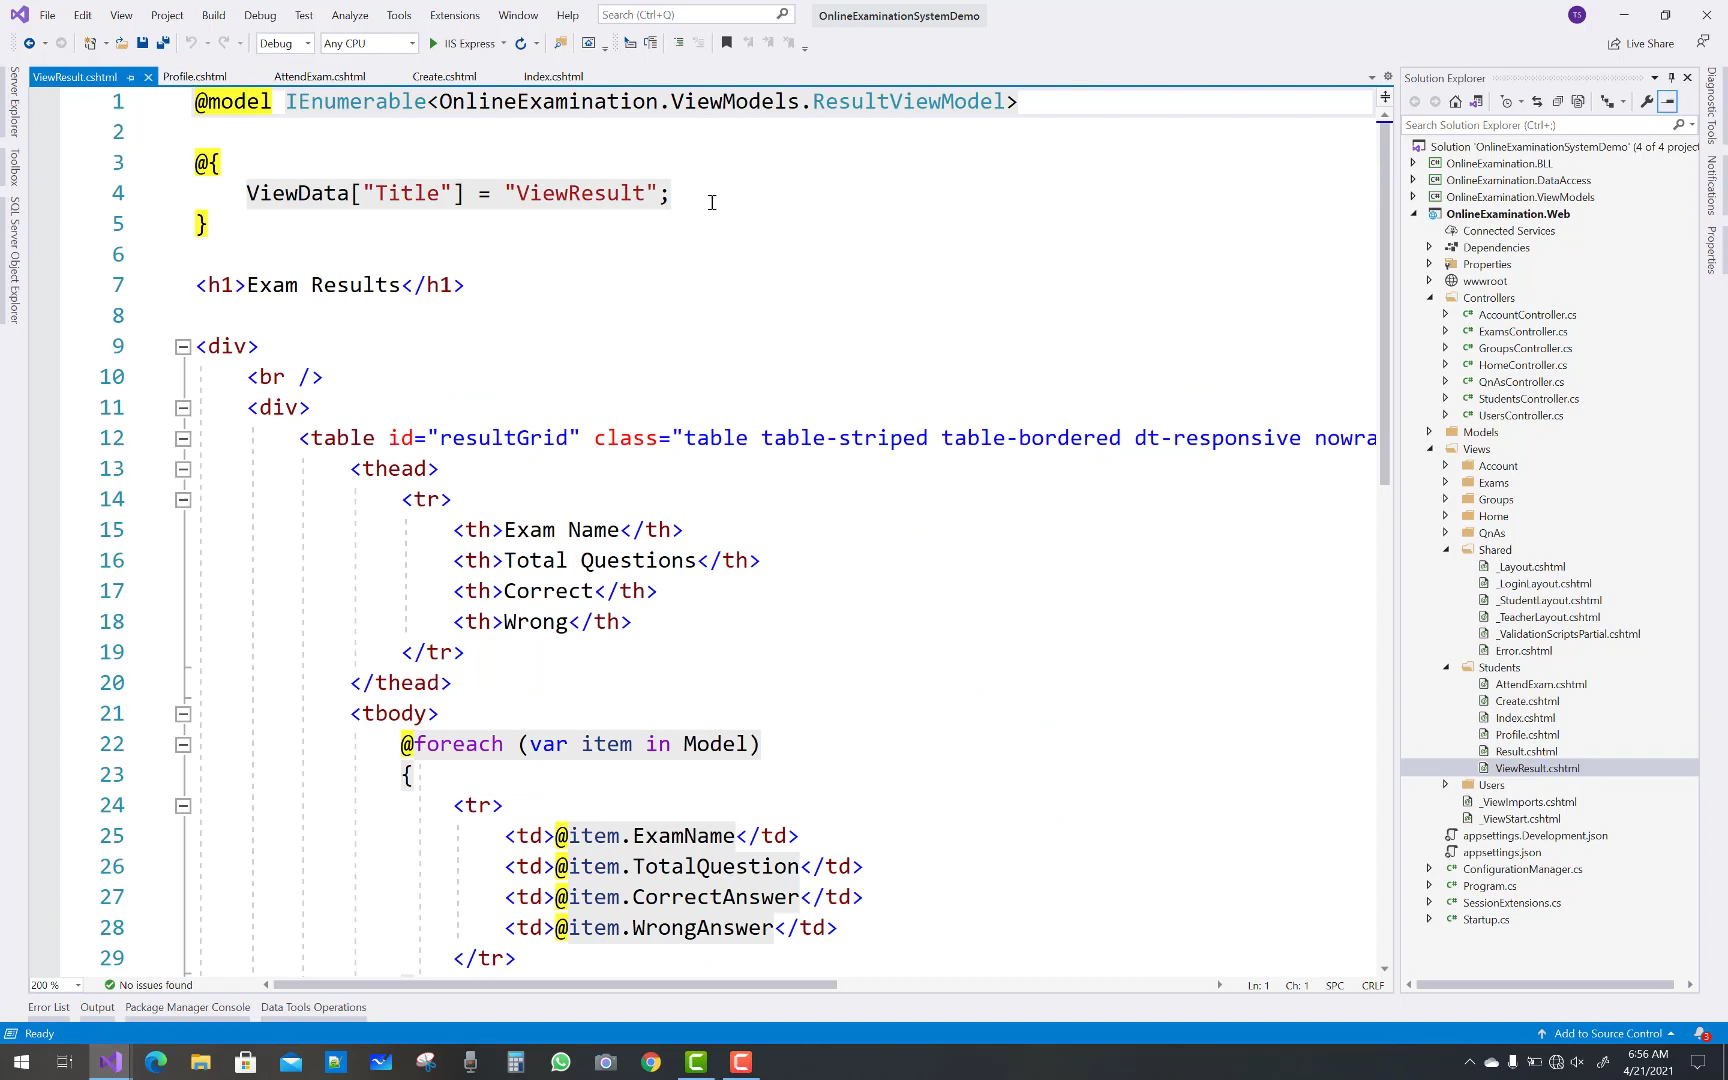 File Edit View Project Build Debug Test Analyze Tools Extensions Window Help Search (Ctrl+Q) OnlineExaminationSystemDemo TS
Debug Any CPU IIS Express Live Share
ViewResult.cshtml Profile.cshtml AttendExam.cshtml Create.cshtml Index.cshtml
Server Explorer
Toolbox
SQL Server Object Explorer
1 @model IEnumerable<OnlineExamination.ViewModels.ResultViewModel>
2
3 @{
4 ViewData["Title"] = "ViewResult";
5 }
6
7 <h1>Exam Results</h1>
8
9 <div>
10 <br />
11 <div>
12 <table id="resultGrid" class="table table-striped table-bordered dt-responsive nowra
13 <thead>
14 <tr>
15 <th>Exam Name</th>
16 <th>Total Questions</th>
17 <th>Correct</th>
18 <th>Wrong</th>
19 </tr>
20 </thead>
21 <tbody>
22 @foreach (var item in Model)
23 {
24 <tr>
25 <td>@item.ExamName</td>
26 <td>@item.TotalQuestion</td>
27 <td>@item.CorrectAnswer</td>
28 <td>@item.WrongAnswer</td>
29 </tr>
200 % No issues found Ln: 1 Ch: 1 SPC CRLF
Error List Output Package Manager Console Data Tools Operations
Solution Explorer
Search Solution Explorer (Ctrl+;)
Solution 'OnlineExaminationSystemDemo' (4 of 4 project
OnlineExamination.BLL
OnlineExamination.DataAccess
OnlineExamination.ViewModels
OnlineExamination.Web
Connected Services
Dependencies
Properties
wwwroot
Controllers
C# AccountController.cs
C# ExamsController.cs
C# GroupsController.cs
C# HomeController.cs
C# QnAsController.cs
C# StudentsController.cs
C# UsersController.cs
Models
Views
Account
Exams
Groups
Home
QnAs
Shared
_Layout.cshtml
_LoginLayout.cshtml
_StudentLayout.cshtml
_TeacherLayout.cshtml
_ValidationScriptsPartial.cshtml
Error.cshtml
Students
AttendExam.cshtml
Create.cshtml
Index.cshtml
Profile.cshtml
Result.cshtml
ViewResult.cshtml
Users
_ViewImports.cshtml
_ViewStart.cshtml
appsettings.Development.json
appsettings.json
C# ConfigurationManager.cs
C# Program.cs
C# SessionExtensions.cs
C# Startup.cs
Diagnostic Tools
Notifications
Properties
Ready Add to Source Control 3
6:56 AM
4/21/2021